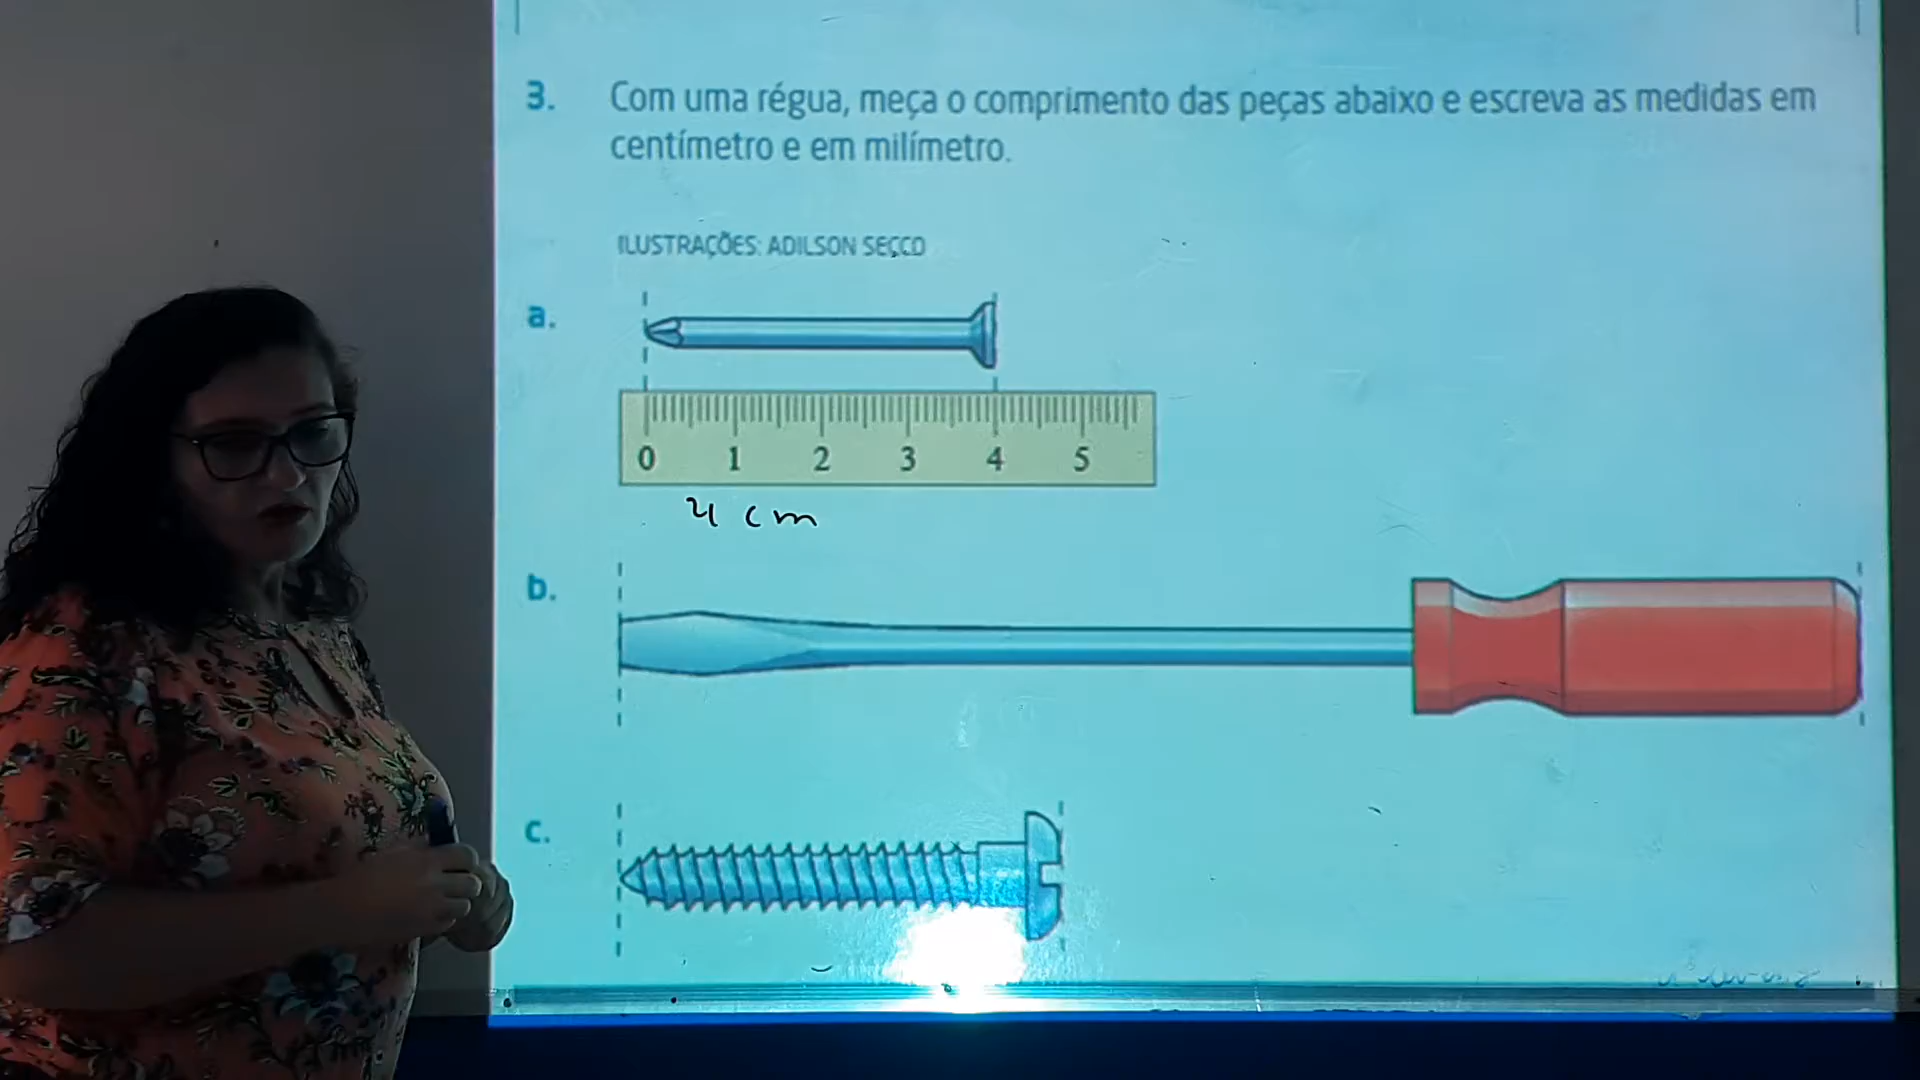 3. Com uma régua, meça o comprimento das peças abaixo e escreva as medidas em
centímetro e em milímetro.
ILUSTRAÇÕES: ADILSON SECCO
a.
0 1 2 3 4 5
4 cm
b.
c.